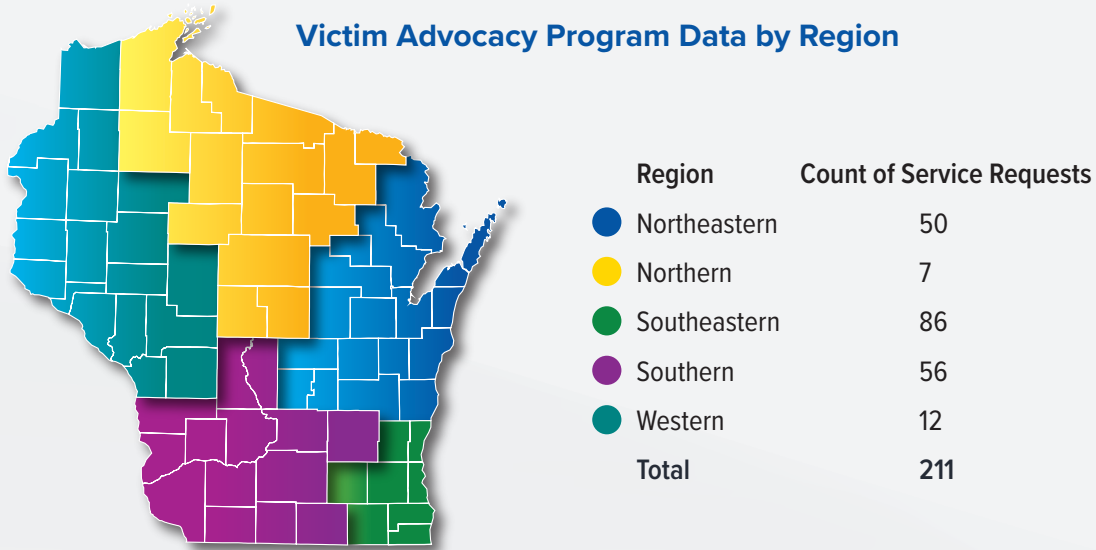 Victim Advocacy Program Data by Region
Region Count of Service Requests
Northeastern 50
Northern 7
Southeastern 86
Southern 56
Western 12
Total 211